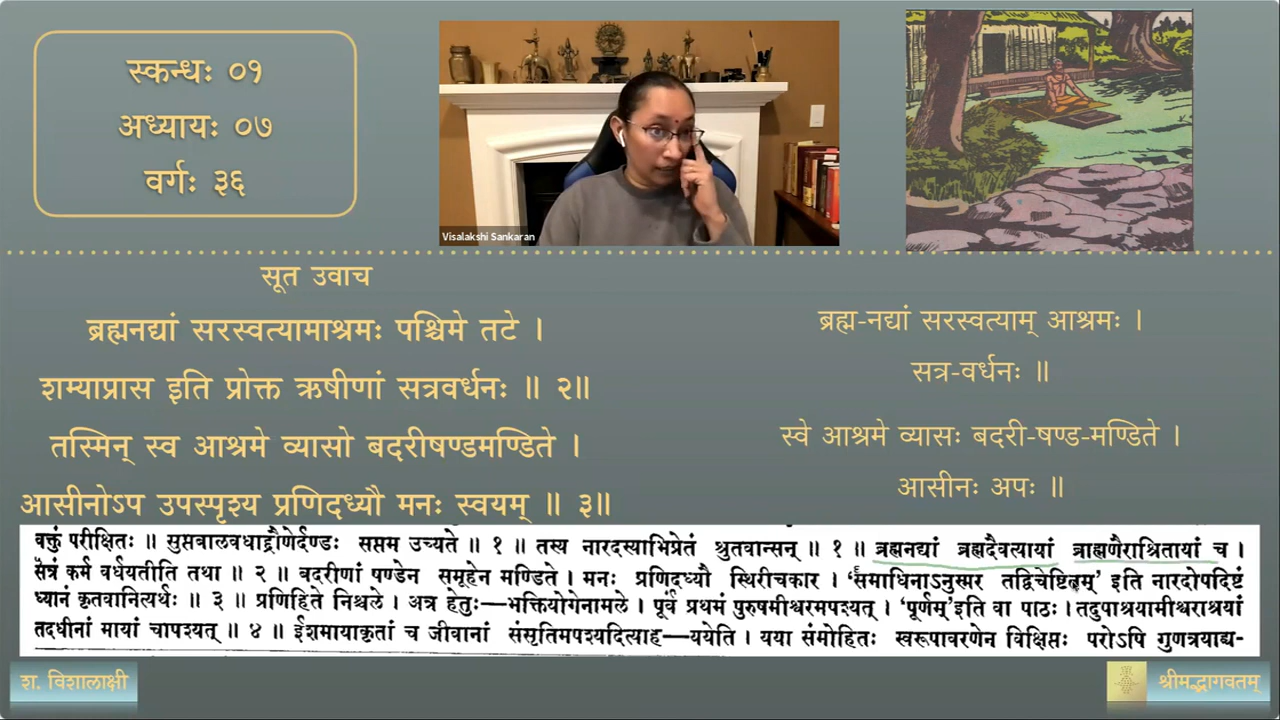 स्कन्धः ०१
अध्यायः ०७
वर्गः ३६
Visalakshi Sankaran
सूत उवाच
ब्रह्मनद्यां सरस्वत्यामाश्रमः पश्चिमे तटे ।
शम्याप्रास इति प्रोक्त ऋषीणां सत्रवर्धनः ॥ २॥
तस्मिन् स्व आश्रमे व्यासो बदरीषण्डमण्डिते ।
आसीनोऽप उपस्पृश्य प्रणिदध्यौ मनः स्वयम् ॥ ३॥
ब्रह्म-नद्यां सरस्वत्याम् आश्रमः ।
सत्र-वर्धनः ॥
स्वे आश्रमे व्यासः बदरी-षण्ड-मण्डिते ।
आसीनः अपः ॥
वक्तुं परीक्षितः ॥ सुप्तबालवधाद्द्रौणेर्दण्डः सप्तम उच्यते ॥ १ ॥ तस्य नारदस्याभिप्रेतं श्रुतवान्सन् ॥ १ ॥ ब्रह्मनद्यां ब्रह्मदैवत्यायां ब्राह्मणैराश्रितायां च ।
सत्रं कर्म वर्धयतीति तथा ॥ २ ॥ बदरीणां षण्डेन समूहेन मण्डिते । मनः प्रणिदध्यौ स्थिरीचकार । ‘समाधिनाऽनुस्मर तद्विचेष्टितम्’ इति नारदोपदिष्टं
ध्यानं कृतवानित्यर्थः ॥ ३ ॥ प्रणिहिते निश्चले । अत्र हेतुः—भक्तियोगेनामले । पूर्वं प्रथमं पुरुषमीश्वरमपश्यत् । ‘पूर्णम्’ इति वा पाठः । तदुपाश्रयामीश्वराश्रयां
तदधीनां मायां चापश्यत् ॥ ४ ॥ ईशमायाकृतां च जीवानां संसृतिमपश्यदित्याह—ययेति । यया संमोहितः स्वरूपावरणेन विक्षिप्तः परोऽपि गुणत्रयाद्य-
श. विशालाक्षी
श्रीमद्भागवतम्